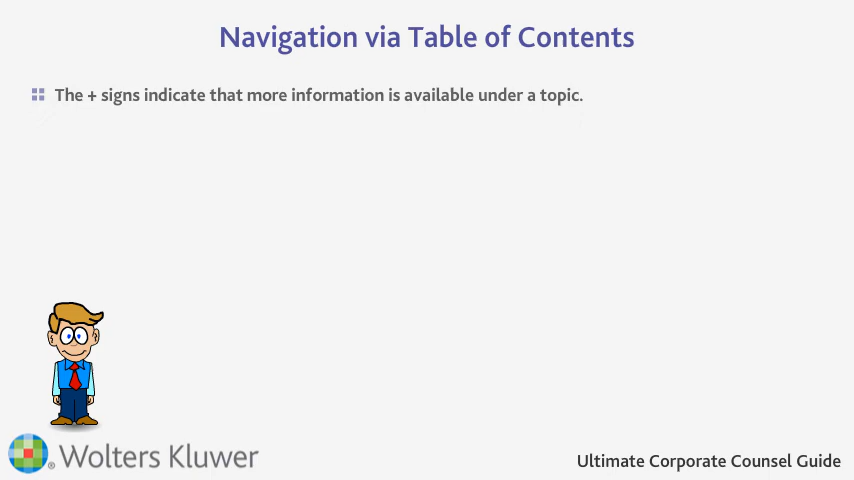 Navigation via Table of Contents
The + signs indicate that more information is available under a topic.
® Wolters Kluwer
Ultimate Corporate Counsel Guide